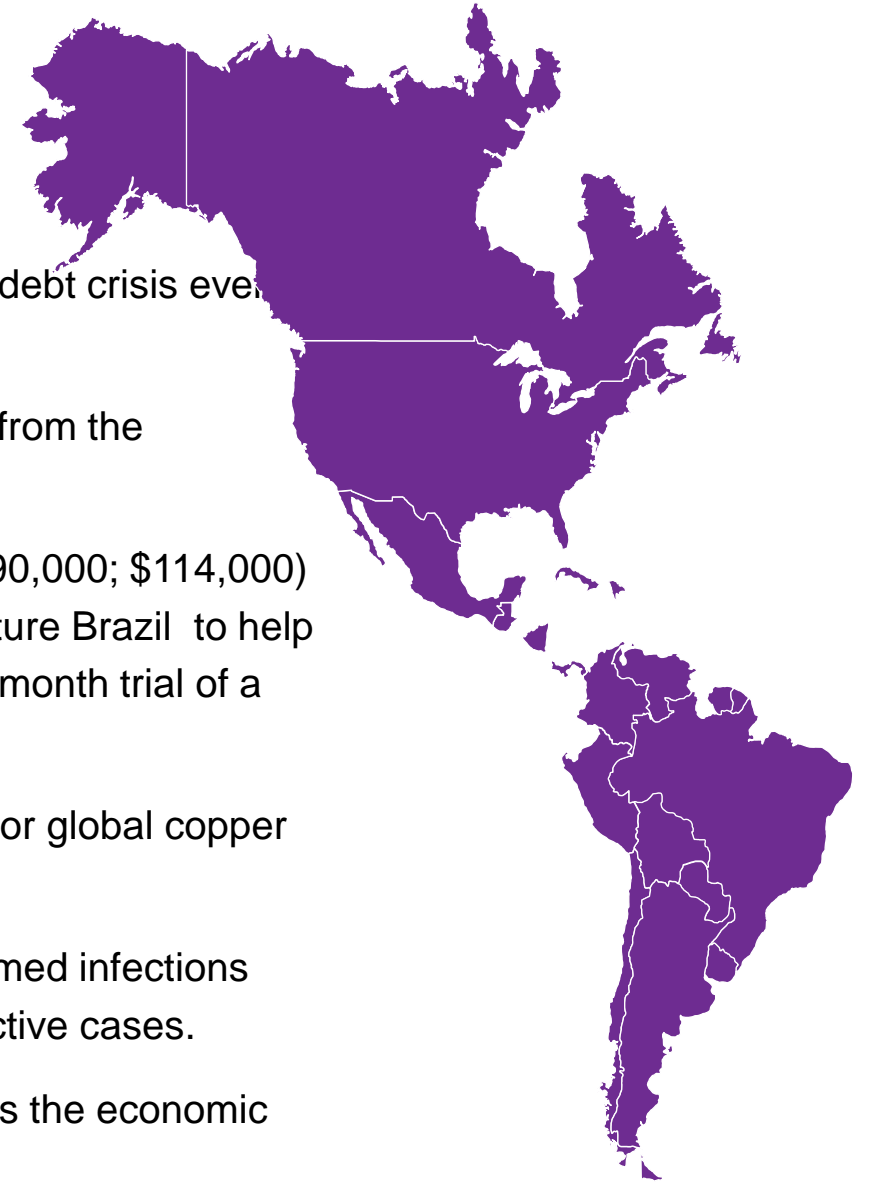 debt crisis eve
from the
90,000; $114,000)
ture Brazil to help
month trial of a
or global copper
med infections
ctive cases.
s the economic